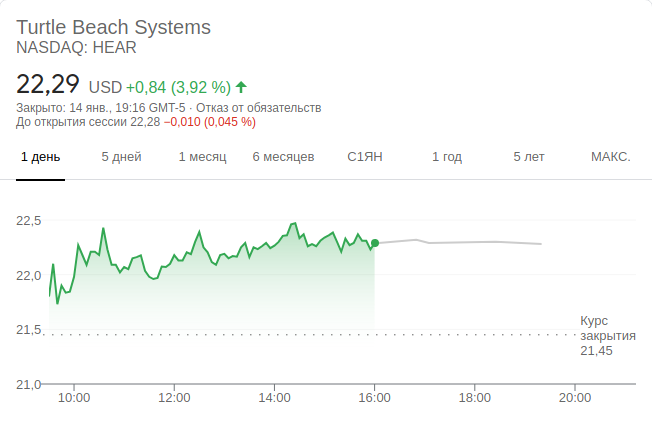 Turtle Beach Systems
NASDAQ: HEAR
22,29 USD +0,84 (3,92 %)
Закрыто: 14 янв., 19:16 GMT-5 · Отказ от обязательств
До открытия сессии 22,28 −0,010 (0,045 %)
1 день 5 дней 1 месяц 6 месяцев С1ЯН 1 год 5 лет МАКС.
22,5
22,0
21,5
Курс
закрытия
21,45
21,0
10:00 12:00 14:00 16:00 18:00 20:00